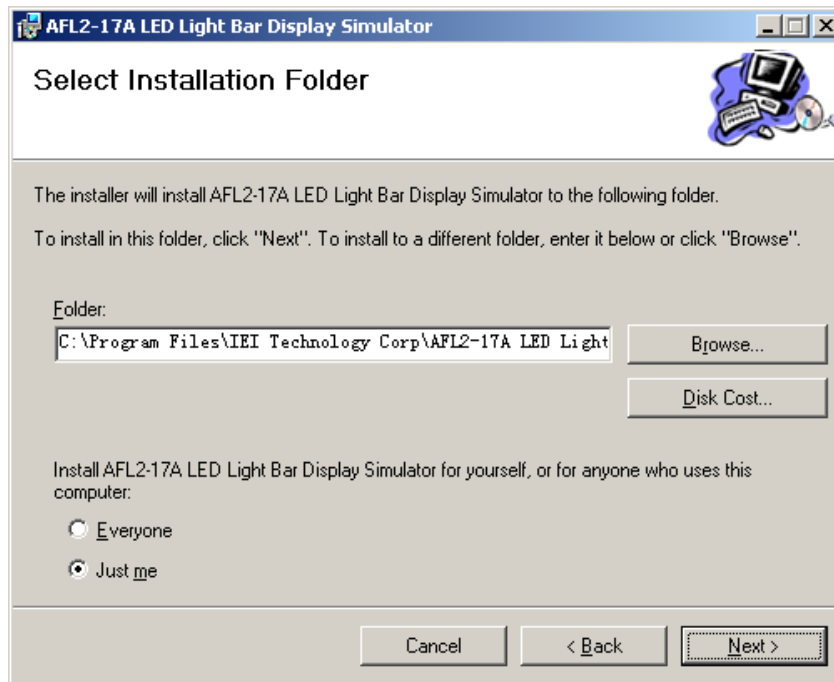 AFL2-17A LED Light Bar Display Simulator
Select Installation Folder
The installer will install AFL2-17A LED Light Bar Display Simulator to the following folder.
To install in this folder, click "Next". To install to a different folder, enter it below or click "Browse".
Folder:
C:\Program Files\IEI Technology Corp\AFL2-17A LED Light
Browse...
Disk Cost...
Install AFL2-17A LED Light Bar Display Simulator for yourself, or for anyone who uses this
computer:
Everyone
Just me
Cancel
< Back
Next >